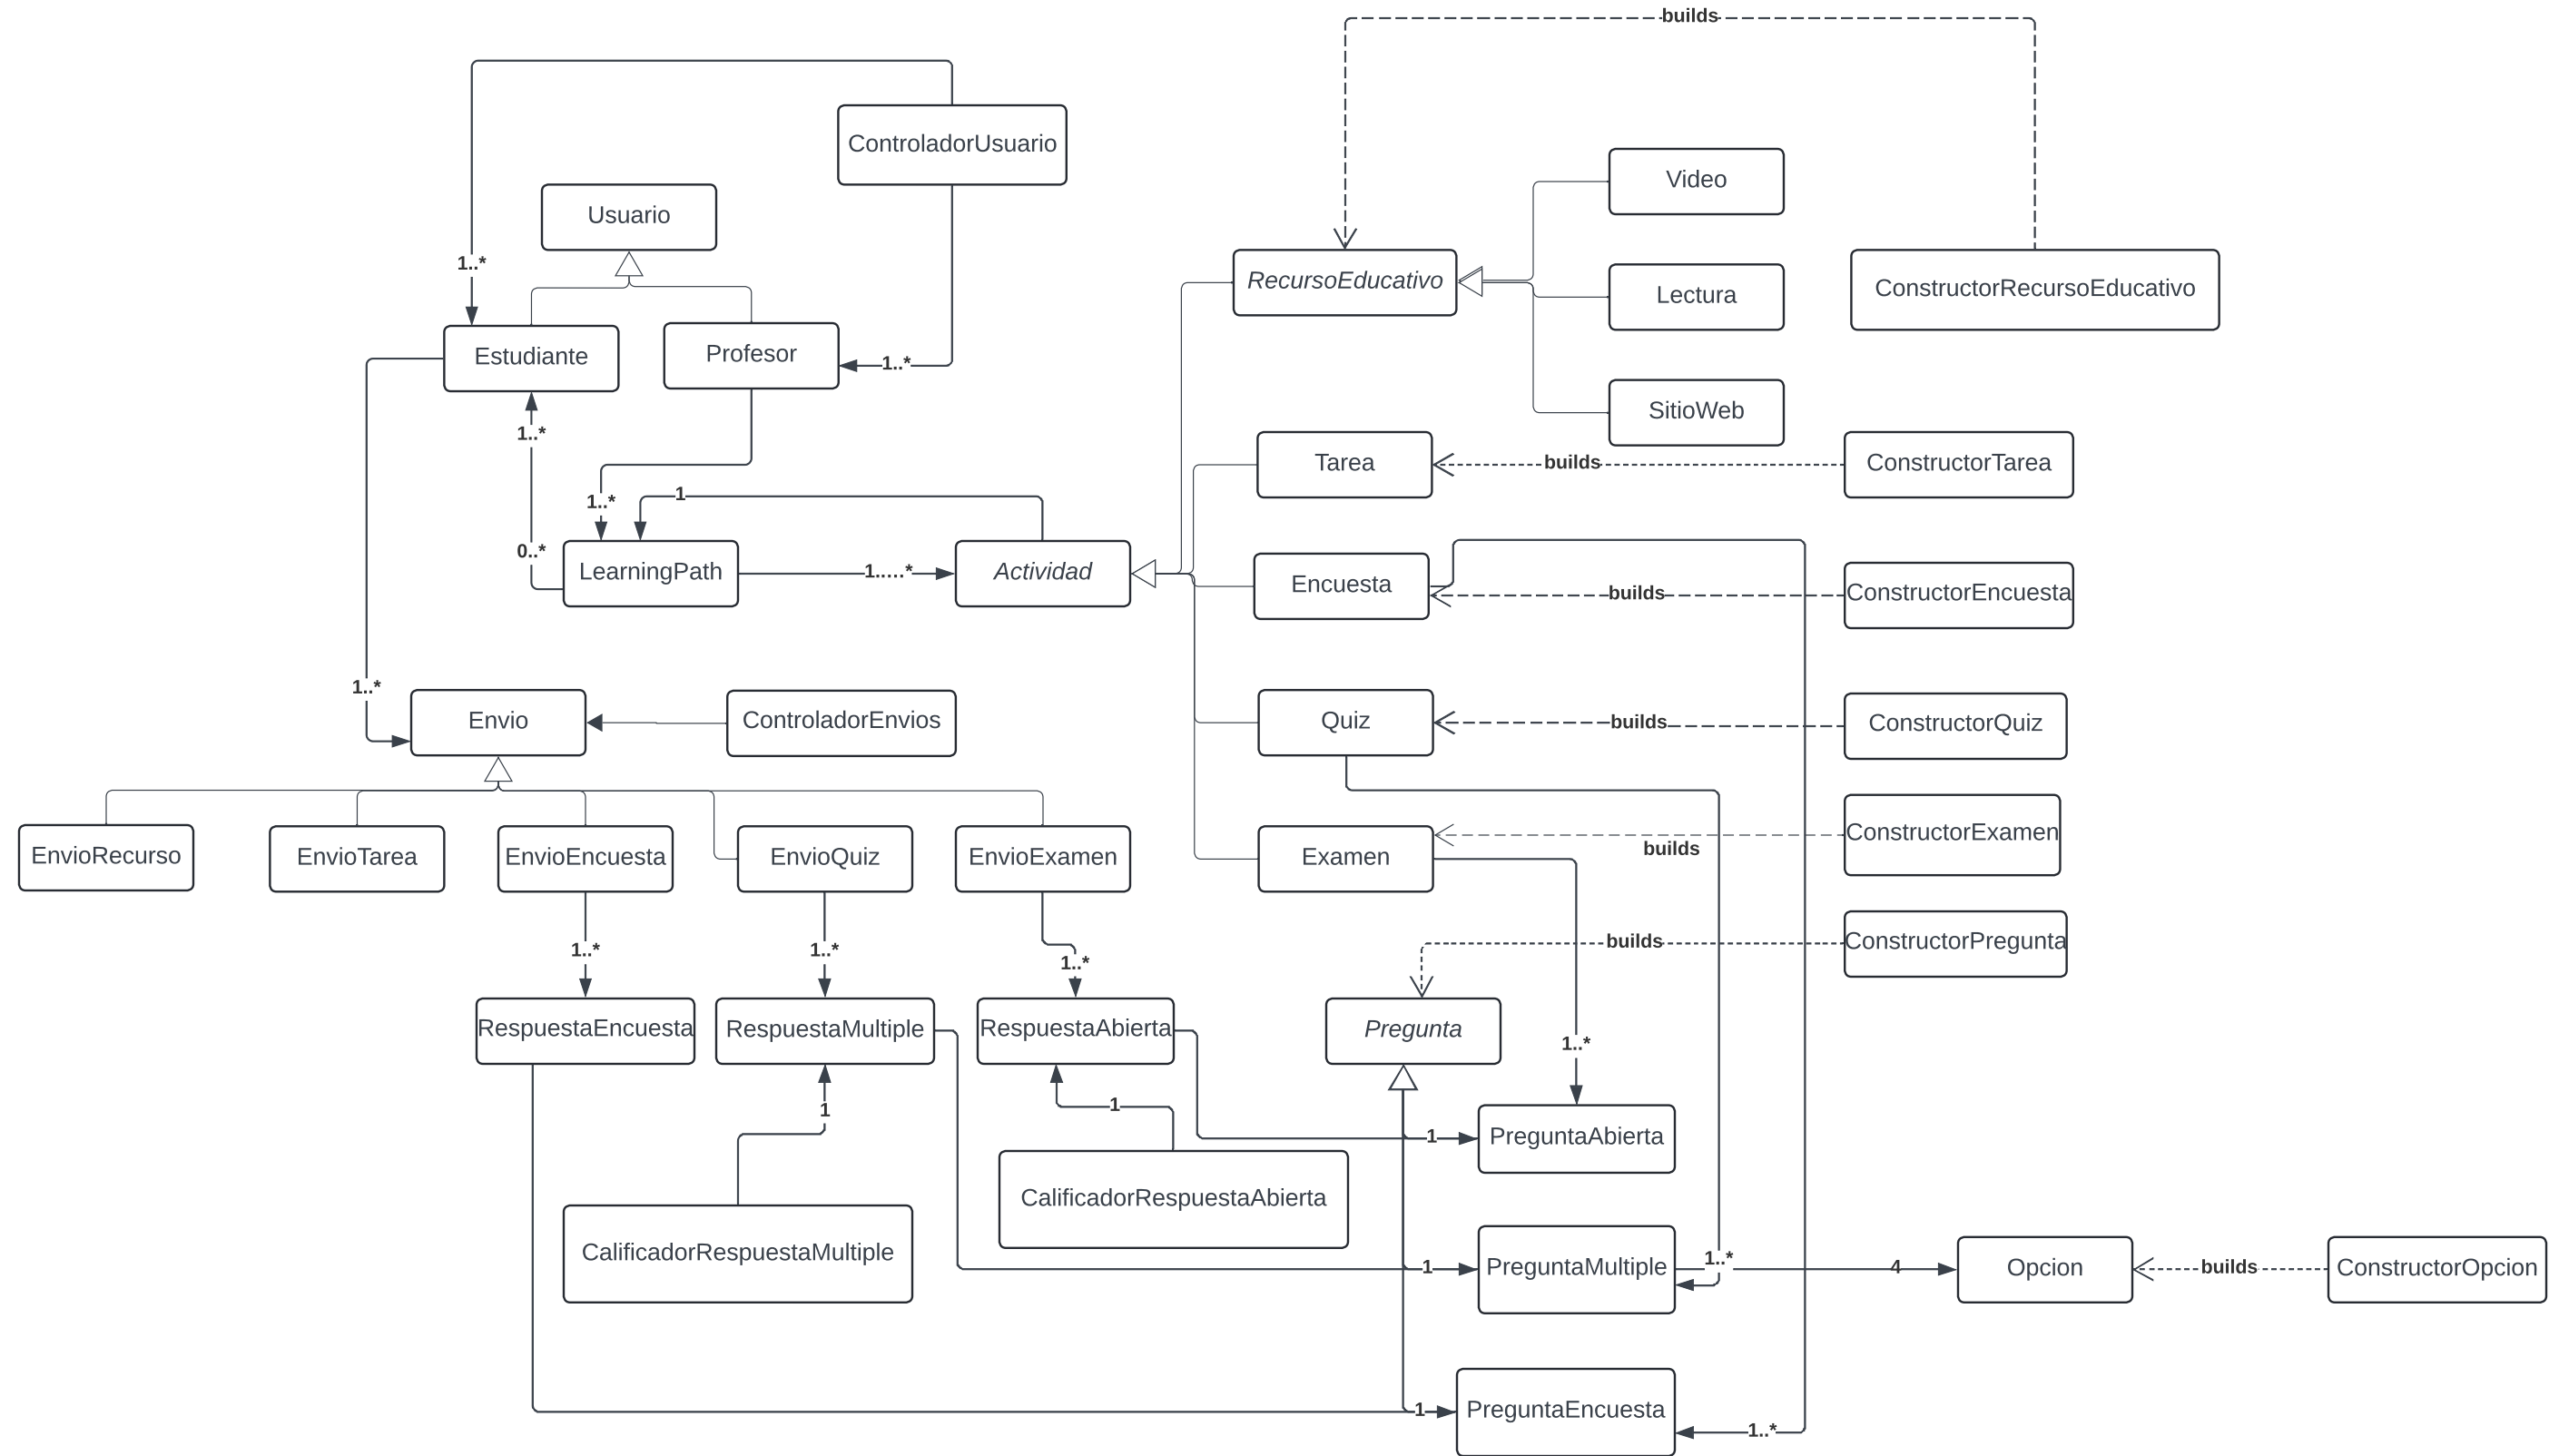 builds
ControladorUsuario
Video
Usuario
1..*
RecursoEducativo
Lectura
ConstructorRecursoEducativo
Estudiante
Profesor
1..*
SitioWeb
1..*
Tarea
builds
ConstructorTarea
1..*
1
0..*
LearningPath
1.....*
Actividad
Encuesta
builds
ConstructorEncuesta
1..*
Envio
ControladorEnvios
Quiz
builds
ConstructorQuiz
EnvioRecurso
EnvioTarea
EnvioEncuesta
EnvioQuiz
EnvioExamen
Examen
builds
ConstructorExamen
1..*
1..*
1..*
builds
ConstructorPregunta
RespuestaEncuesta
RespuestaMultiple
RespuestaAbierta
Pregunta
1..*
1
1
1
PreguntaAbierta
CalificadorRespuestaAbierta
CalificadorRespuestaMultiple
1
PreguntaMultiple
1..*
4
Opcion
builds
ConstructorOpcion
1
PreguntaEncuesta
1..*